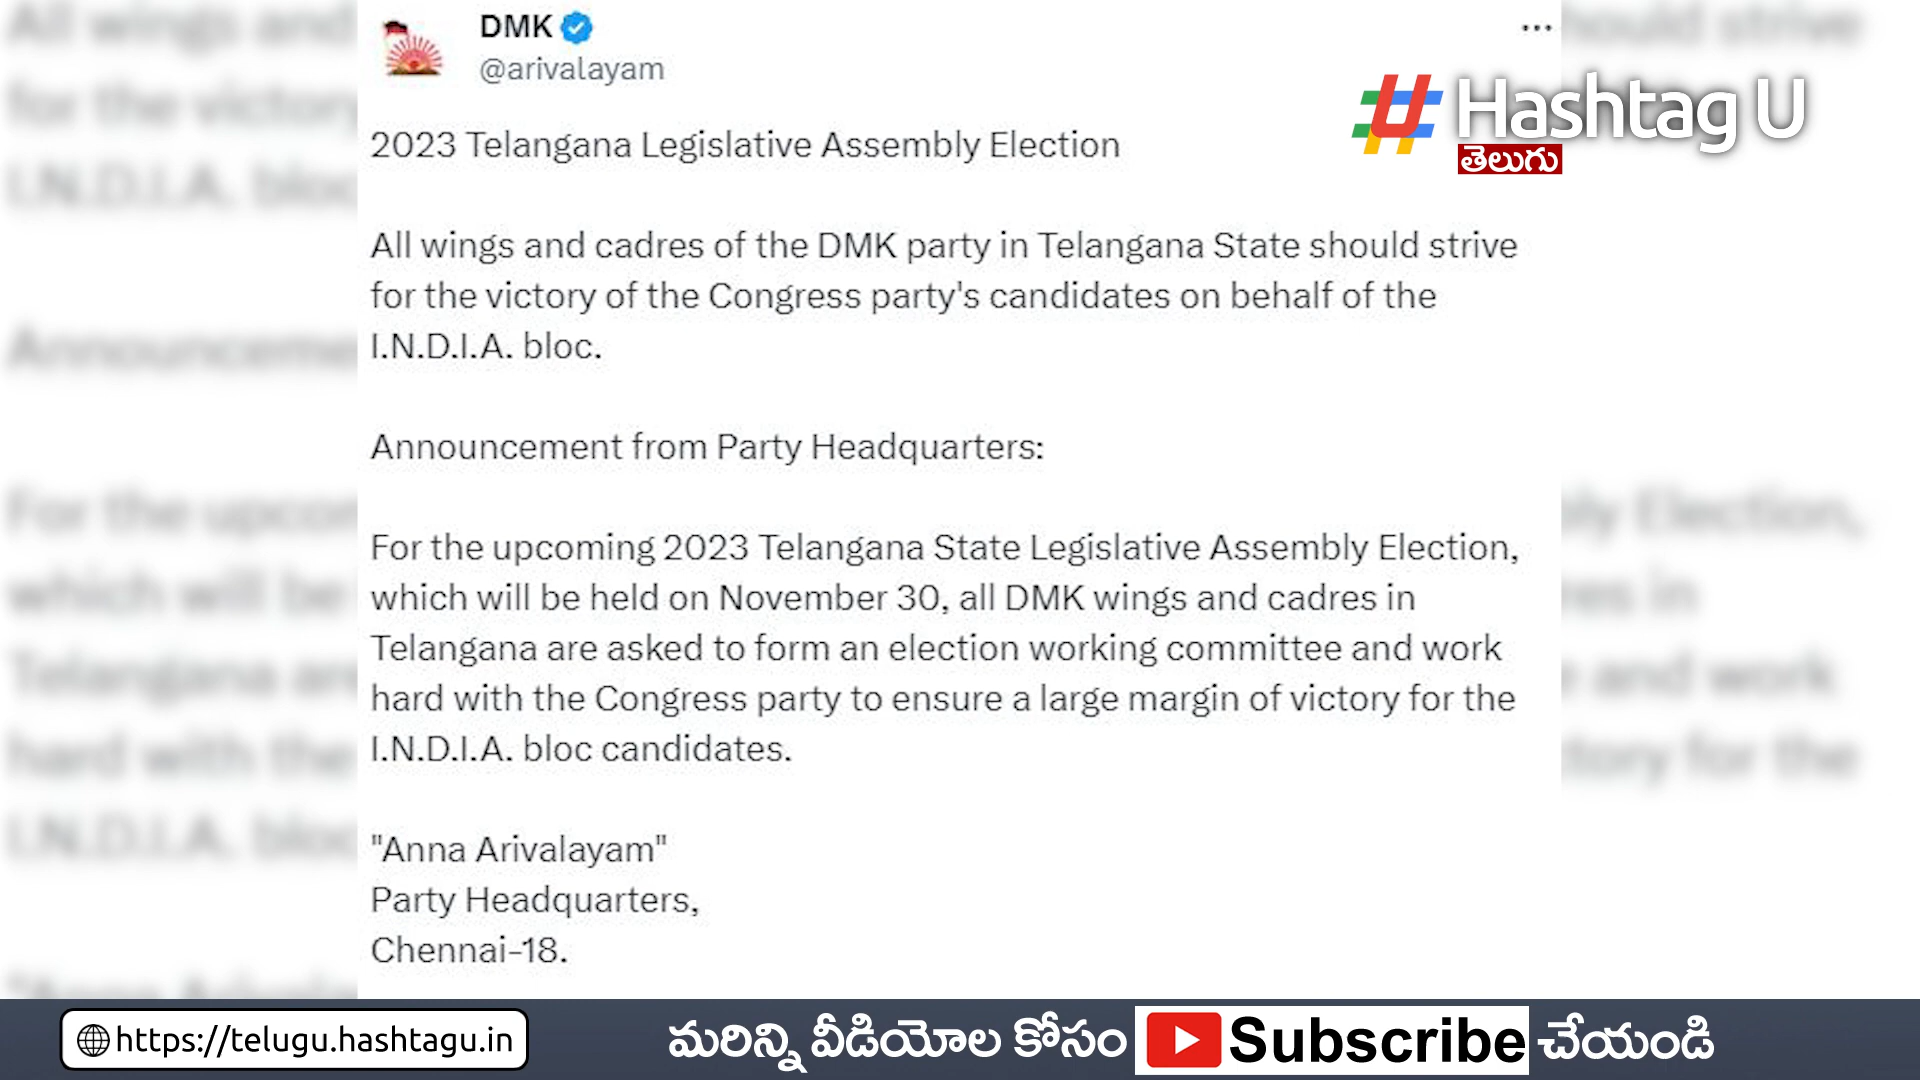 DMK
@arivalayam
Hashtag U
తెలుగు
2023 Telangana Legislative Assembly Election
All wings and cadres of the DMK party in Telangana State should strive
for the victory of the Congress party's candidates on behalf of the
I.N.D.I.A. bloc.
Announcement from Party Headquarters:
For the upcoming 2023 Telangana State Legislative Assembly Election,
which will be held on November 30, all DMK wings and cadres in
Telangana are asked to form an election working committee and work
hard with the Congress party to ensure a large margin of victory for the
I.N.D.I.A. bloc candidates.
"Anna Arivalayam"
Party Headquarters,
Chennai-18.
https://telugu.hashtagu.in
మరిన్ని వీడియోల కోసం Subscribe చేయండి